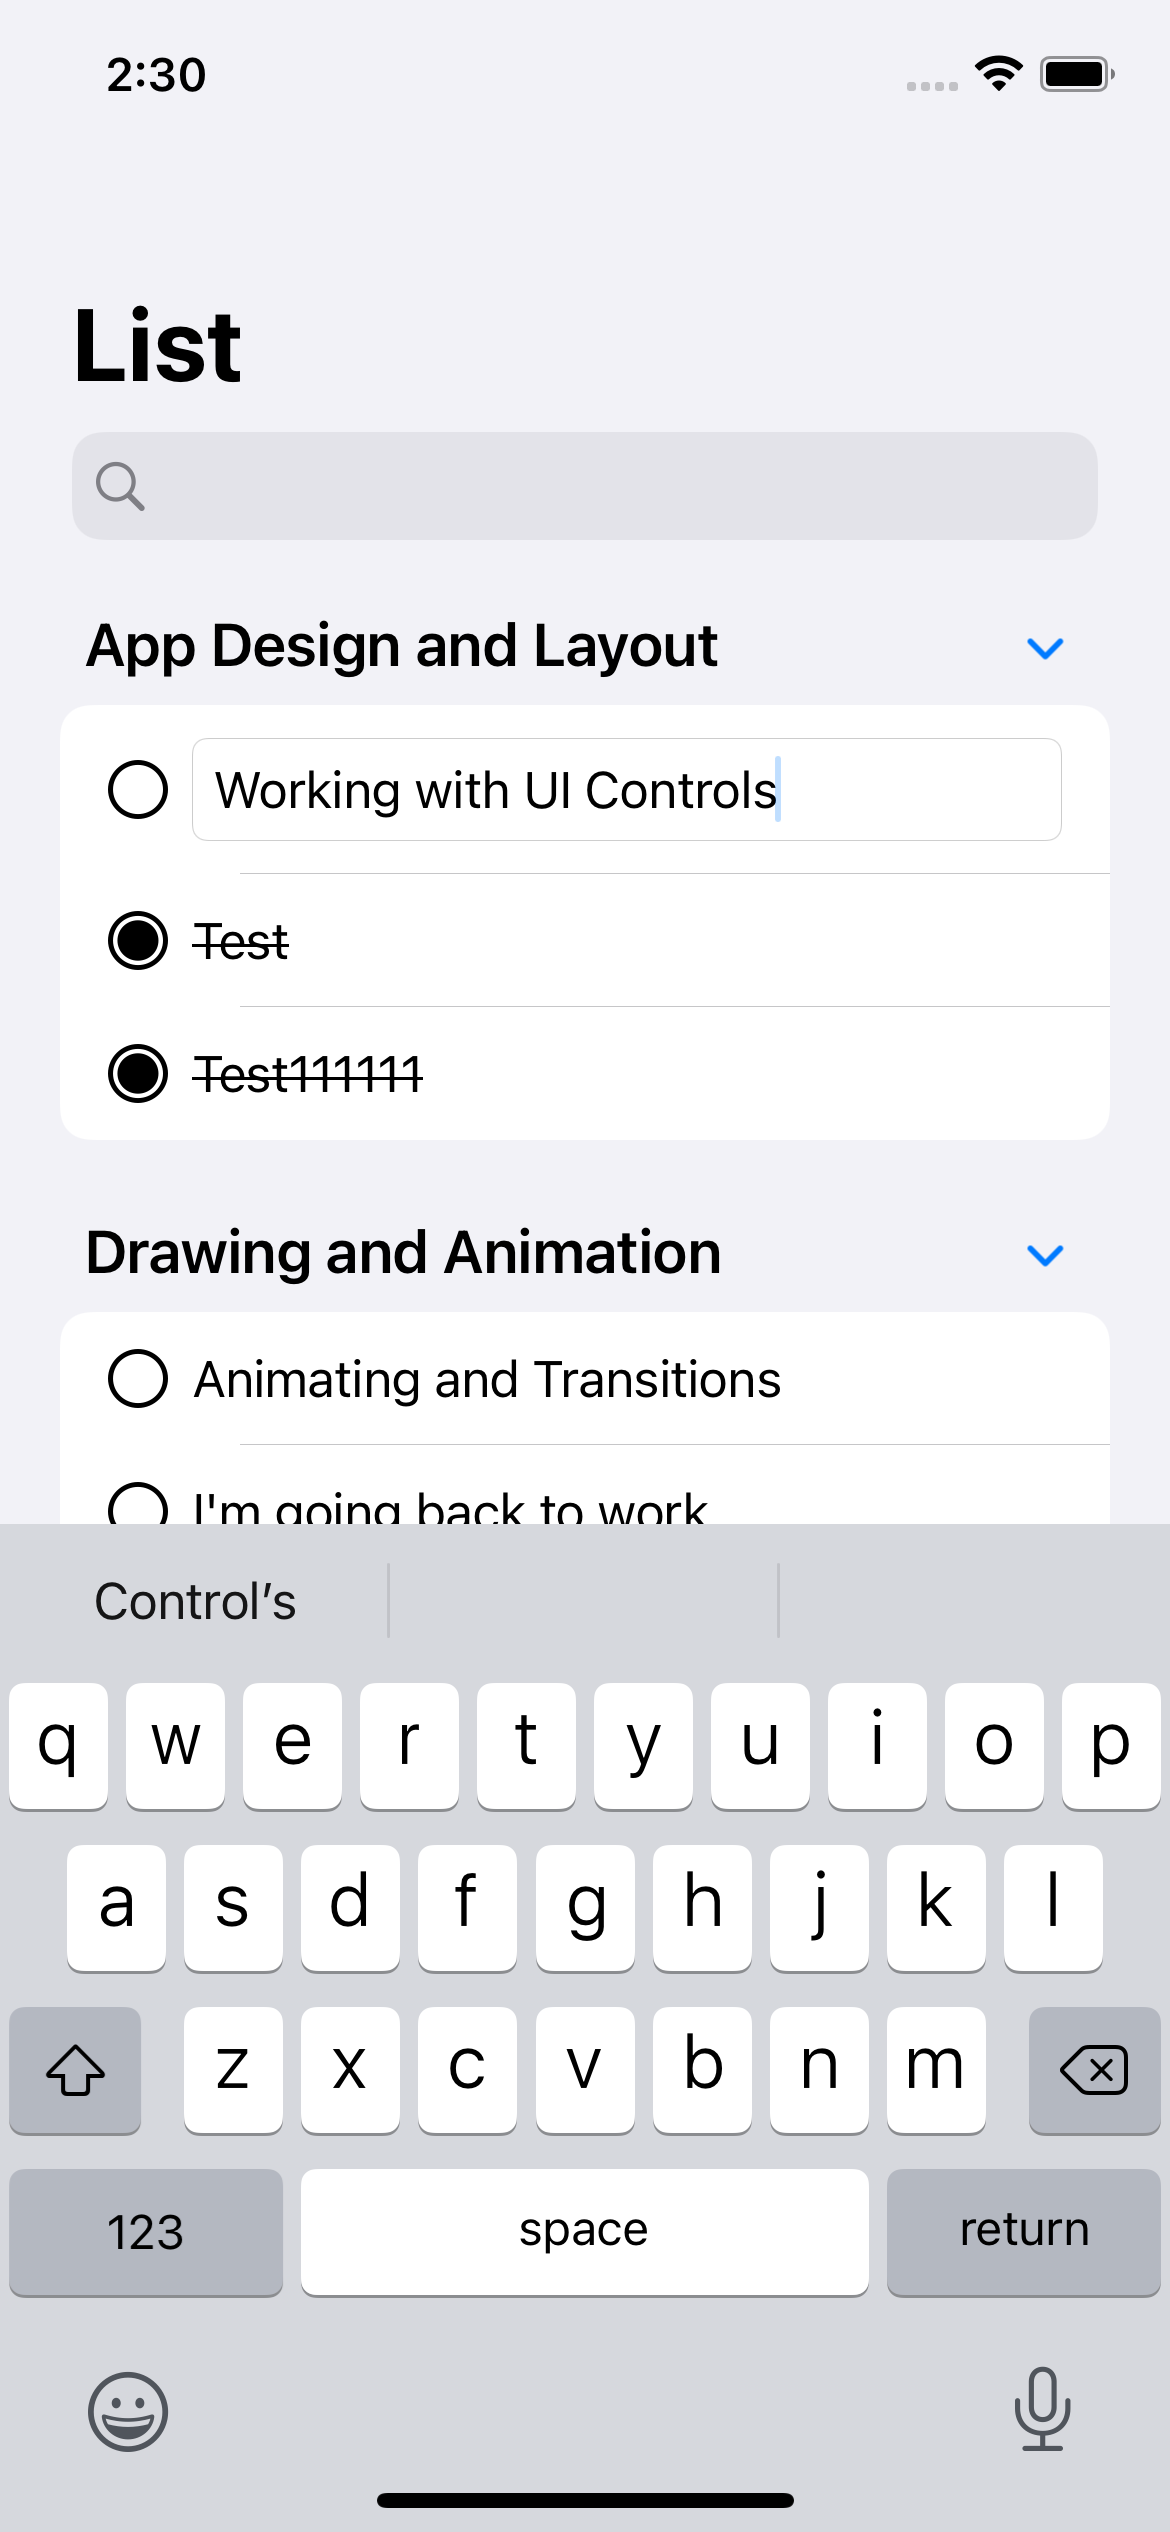 2:30
List
App Design and Layout
Working with UI Controls
Test
Test111111
Drawing and Animation
Animating and Transitions
I'm going back to work
Control’s
q w e r t y u i o p
a s d f g h j k l
z x c v b n m
123 space return